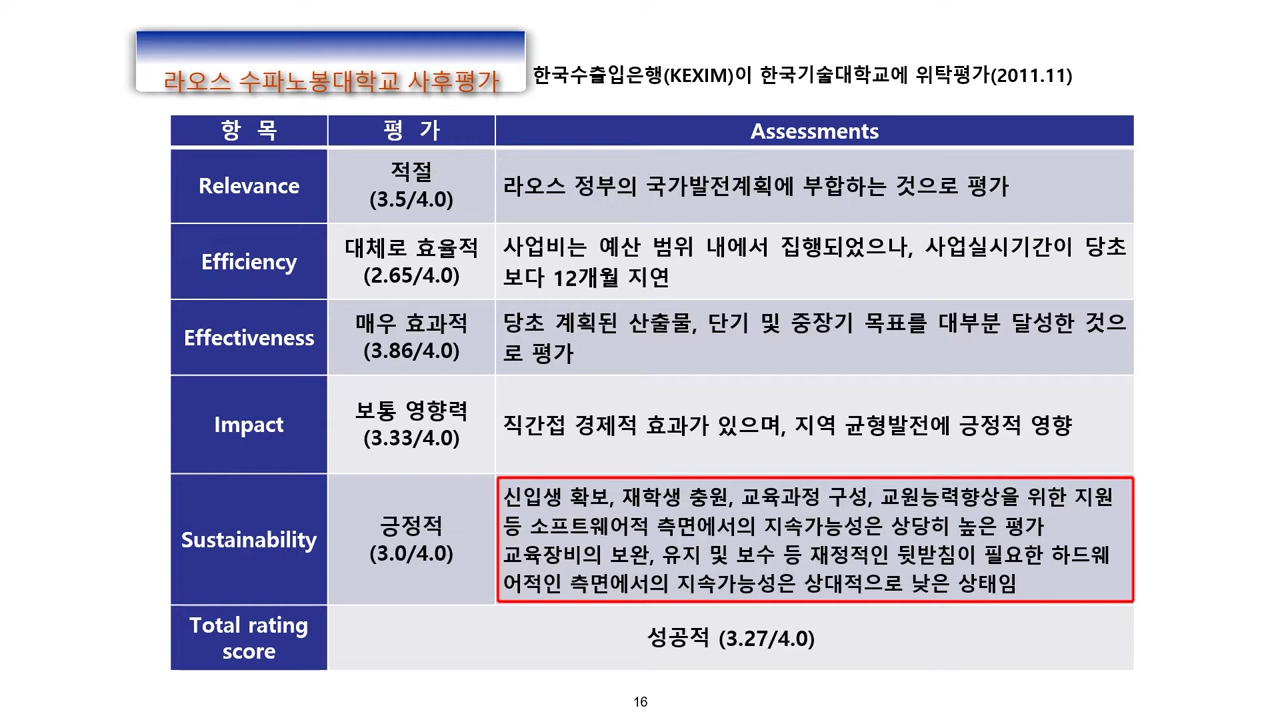 라오스 수파노봉대학교 사후평가
한국수출입은행(KEXIM)이 한국기술대학교에 위탁평가(2011.11)
항 목
평 가
Assessments
Relevance
적절
(3.5/4.0)
라오스 정부의 국가발전계획에 부합하는 것으로 평가
Efficiency
대체로 효율적
(2.65/4.0)
사업비는 예산 범위 내에서 집행되었으나, 사업실시기간이 당초
보다 12개월 지연
Effectiveness
매우 효과적
(3.86/4.0)
당초 계획된 산출물, 단기 및 중장기 목표를 대부분 달성한 것으
로 평가
Impact
보통 영향력
(3.33/4.0)
직간접 경제적 효과가 있으며, 지역 균형발전에 긍정적 영향
Sustainability
긍정적
(3.0/4.0)
신입생 확보, 재학생 충원, 교육과정 구성, 교원능력향상을 위한 지원
등 소프트웨어적 측면에서의 지속가능성은 상당히 높은 평가
교육장비의 보완, 유지 및 보수 등 재정적인 뒷받침이 필요한 하드웨
어적인 측면에서의 지속가능성은 상대적으로 낮은 상태임
Total rating
score
성공적 (3.27/4.0)
16